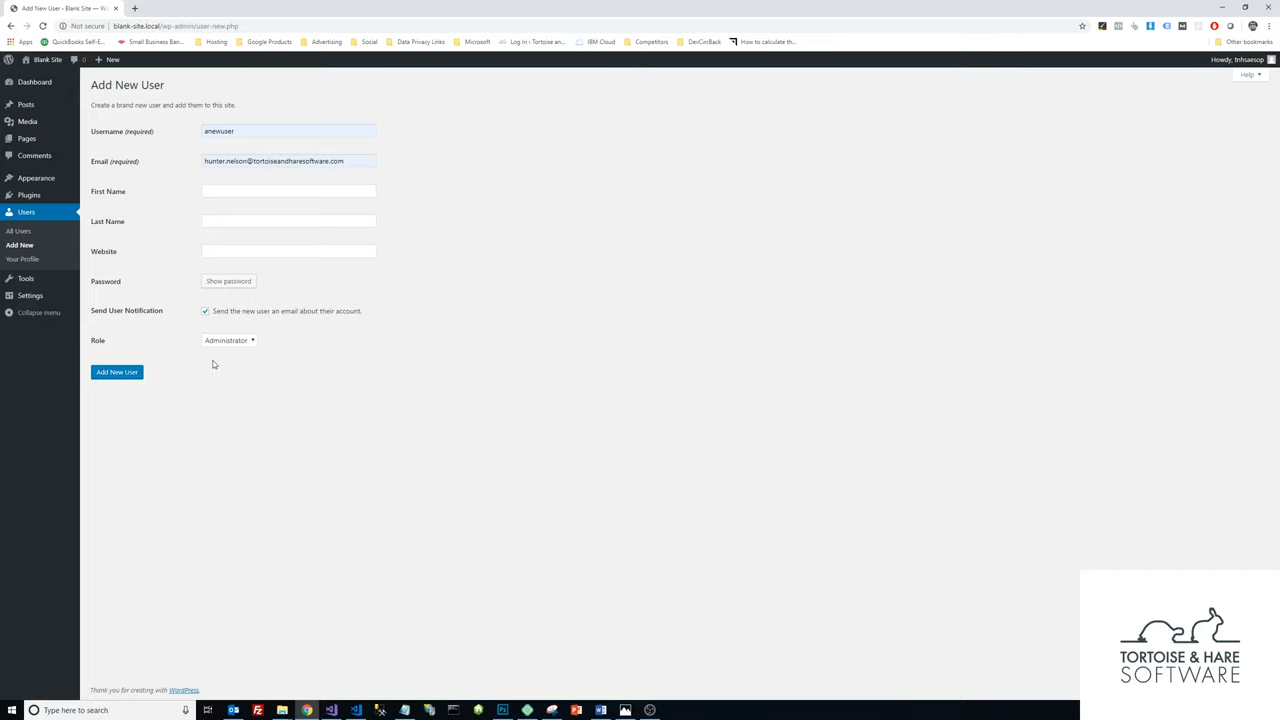 Add New User ‹ Blank Site — W
Not secure blank-site.local/wp-admin/user-new.php
Apps QuickBooks Self-E... Small Business Ban... Hosting Google Products Advertising Social Data Privacy Links Microsoft Log In ‹ Tortoise an... IBM Cloud Competitors DevCircBack How to calculate th... Other bookmarks
Blank Site 0 New Howdy, tnhsaesop
Help
Dashboard
Posts
Media
Pages
Comments
Appearance
Plugins
Users
All Users
Add New
Your Profile
Tools
Settings
Collapse menu
Add New User
Create a brand new user and add them to this site.
Username (required) anewuser
Email (required) hunter.nelson@tortoiseandharesoftware.com
First Name
Last Name
Website
Password Show password
Send User Notification Send the new user an email about their account.
Role Administrator
Add New User
Thank you for creating with WordPress.
TORTOISE & HARE
SOFTWARE
Type here to search